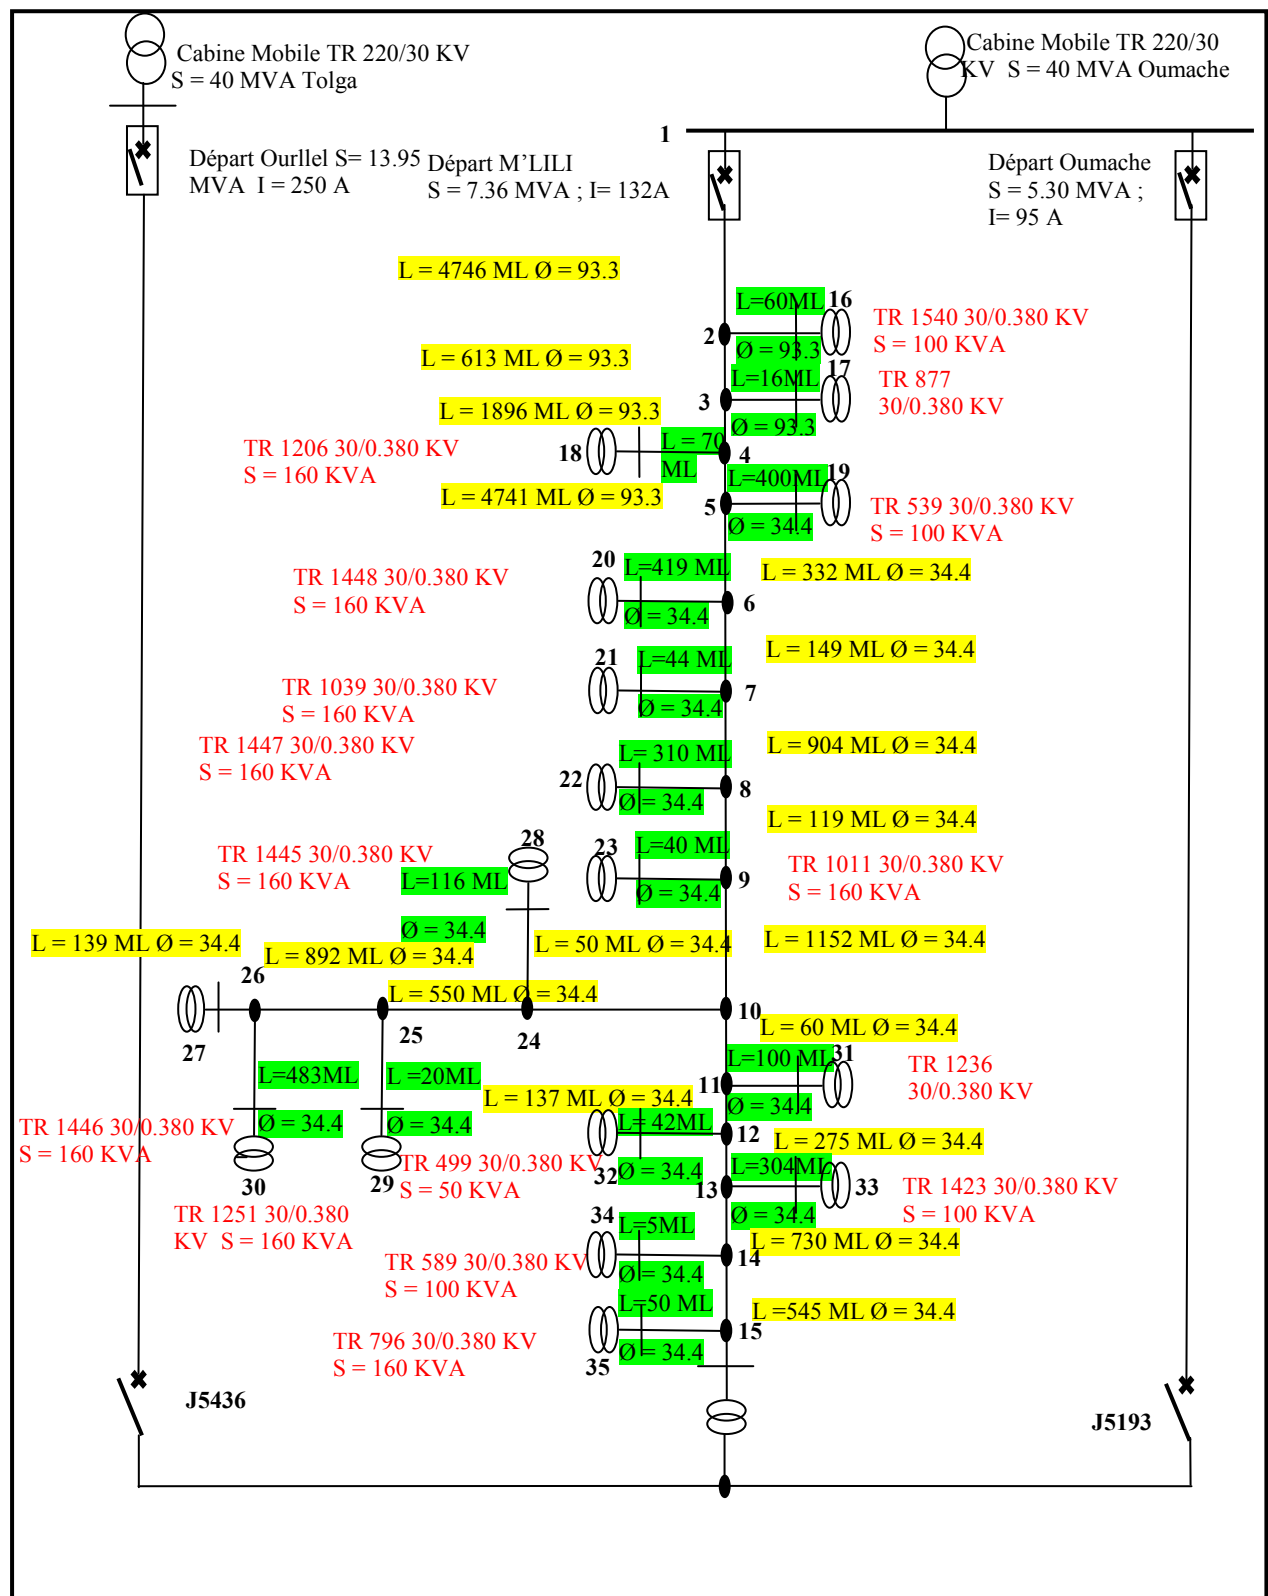 Cabine Mobile TR 220/30 KV
S = 40 MVA Tolga
Cabine Mobile TR 220/30
KV S = 40 MVA Oumache
1
Départ Ourllel S= 13.95
MVA I = 250 A
Départ M’LILI
S = 7.36 MVA ; I= 132A
Départ Oumache
S = 5.30 MVA ;
I= 95 A
L = 4746 ML Ø = 93.3
L=60ML
16
2
Ø = 93.3
TR 1540 30/0.380 KV
S = 100 KVA
L = 613 ML Ø = 93.3
17
L=16ML
3
Ø = 93.3
TR 877
30/0.380 KV
L = 1896 ML Ø = 93.3
TR 1206 30/0.380 KV
S = 160 KVA
18
L = 70
ML
4
L = 4741 ML Ø = 93.3
L=400ML
19
5
Ø = 34.4
TR 539 30/0.380 KV
S = 100 KVA
20
L=419 ML
L = 332 ML Ø = 34.4
TR 1448 30/0.380 KV
S = 160 KVA
Ø = 34.4
6
21
L=44 ML
L = 149 ML Ø = 34.4
TR 1039 30/0.380 KV
S = 160 KVA
Ø = 34.4
7
TR 1447 30/0.380 KV
S = 160 KVA
L= 310 ML
L = 904 ML Ø = 34.4
22
Ø = 34.4
8
L = 119 ML Ø = 34.4
28
23
L=40 ML
TR 1445 30/0.380 KV
S = 160 KVA
L=116 ML
Ø = 34.4
9
TR 1011 30/0.380 KV
S = 160 KVA
Ø = 34.4
L = 139 ML Ø = 34.4
L = 892 ML Ø = 34.4
L = 50 ML Ø = 34.4
L = 1152 ML Ø = 34.4
26
L = 550 ML Ø = 34.4
10
27
25
24
L = 60 ML Ø = 34.4
L=100 ML
31
11
Ø = 34.4
TR 1236
30/0.380 KV
L=483ML
L =20ML
L = 137 ML Ø = 34.4
Ø = 34.4
Ø = 34.4
L= 42ML
12
L = 275 ML Ø = 34.4
TR 1446 30/0.380 KV
S = 160 KVA
30
29
TR 499 30/0.380 KV
S = 50 KVA
32
Ø = 34.4
13
L=304ML
33
Ø = 34.4
TR 1423 30/0.380 KV
S = 100 KVA
TR 1251 30/0.380
KV S = 160 KVA
34
L=5ML
L = 730 ML Ø = 34.4
TR 589 30/0.380 KV
S = 100 KVA
Ø = 34.4
14
L=50 ML
L =545 ML Ø = 34.4
TR 796 30/0.380 KV
S = 160 KVA
35
Ø = 34.4
15
J5436
J5193